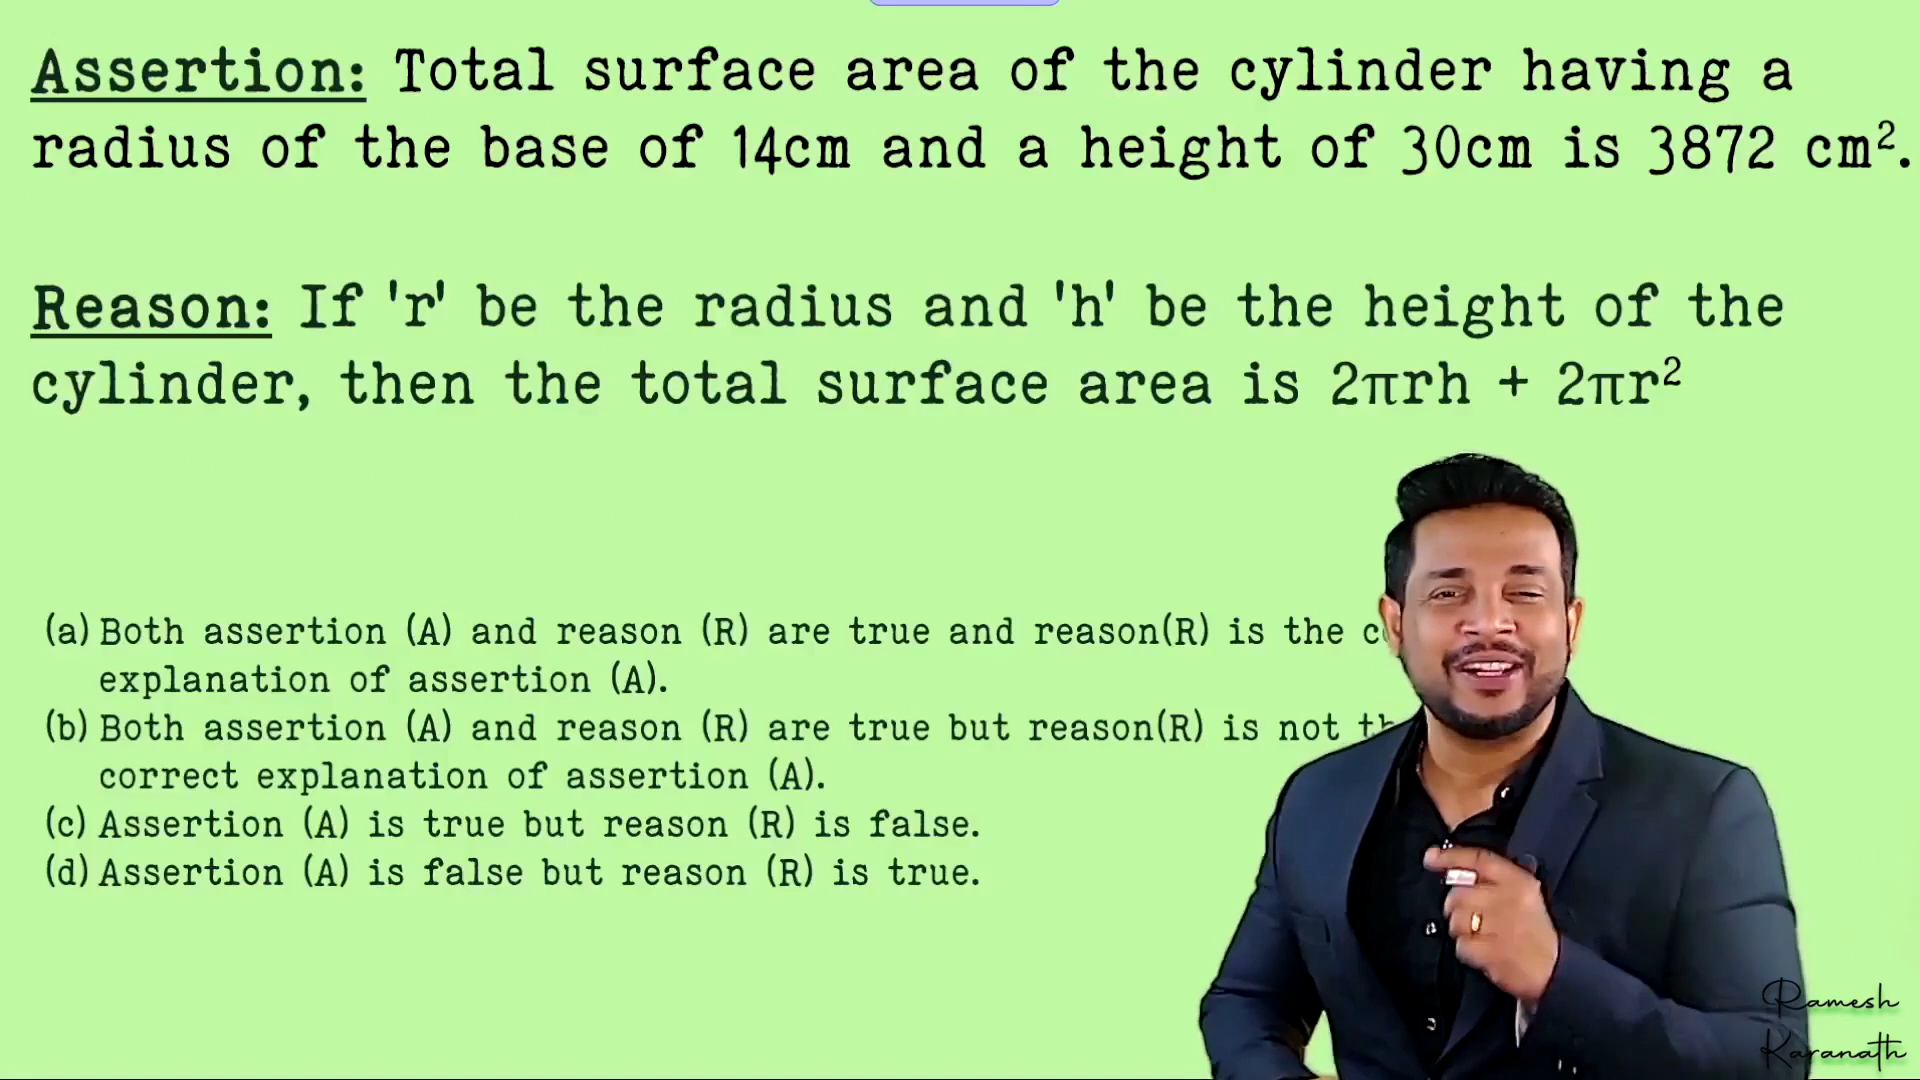 Assertion: Total surface area of the cylinder having a
radius of the base of 14cm and a height of 30cm is 3872 cm².
Reason: If 'r' be the radius and 'h' be the height of the
cylinder, then the total surface area is 2πrh + 2πr²
(a) Both assertion (A) and reason (R) are true and reason(R) is the
explanation of assertion (A).
(b) Both assertion (A) and reason (R) are true but reason(R) is not
correct explanation of assertion (A).
(c) Assertion (A) is true but reason (R) is false.
(d) Assertion (A) is false but reason (R) is true.
Ramesh
Karanath